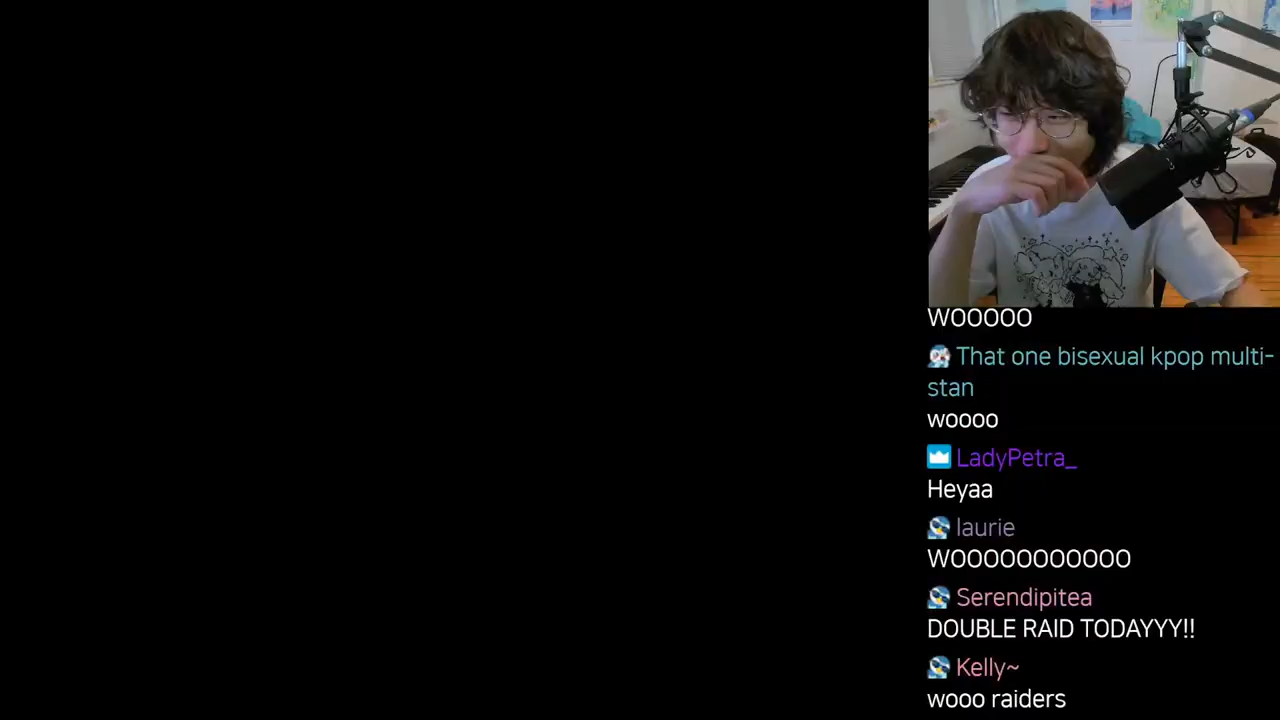 WOOOOO
That one bisexual kpop multi-
stan
woooo
LadyPetra_
Heyaa
laurie
WOOOOOOOOOOO
Serendipitea
DOUBLE RAID TODAYYY!!
Kelly~
wooo raiders